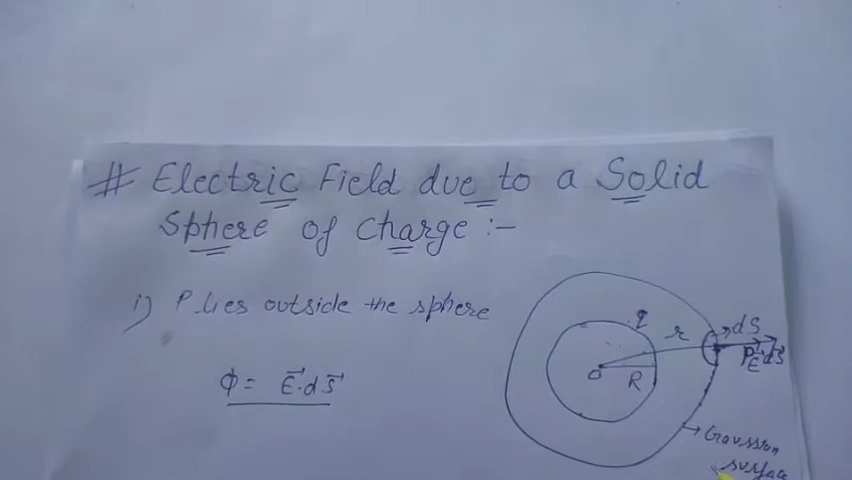 # Electric Field due to a Solid
Sphere of Charge :-
i) P lies outside the sphere
ϕ = E⃗.dS⃗
q
r
dS
P
E⃗
dS⃗
O
R
Gaussian
surface